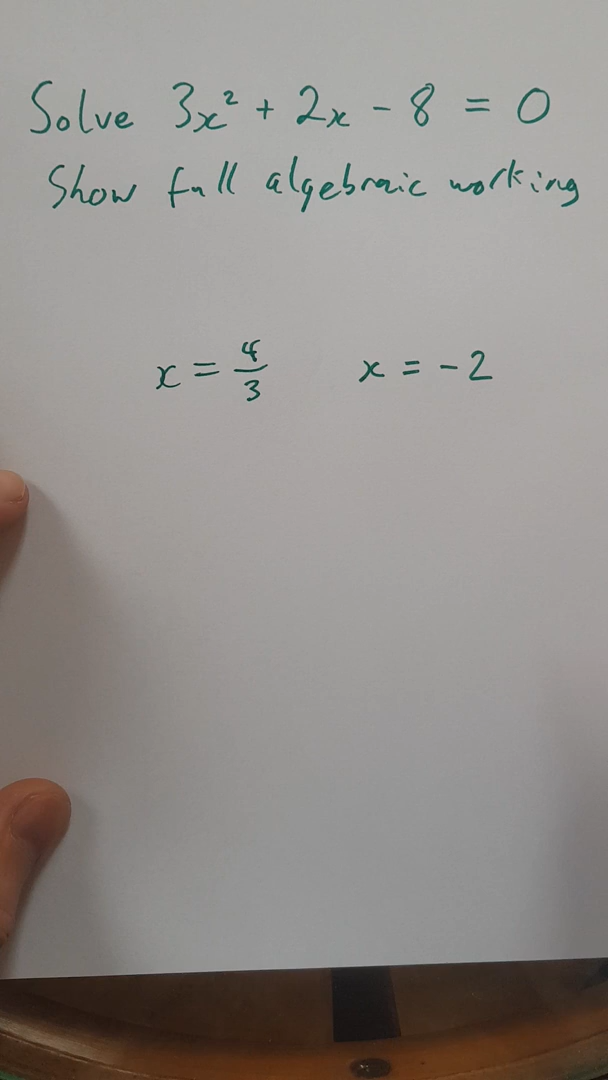 Solve 3x² + 2x - 8 = 0
Show full algebraic working
x = 4/3 x = -2